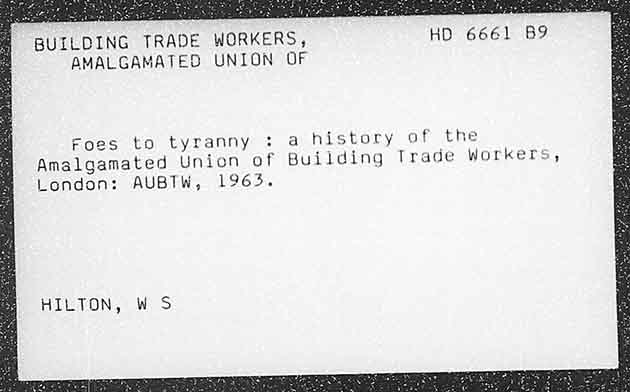 BUILDING TRADE WORKERS, HD 6661 B9
AMALGAMATED UNION OF
Foes to tyranny : a history of the
Amalgamated Union of Building Trade Workers,
London: AUBTW, 1963.
HILTON, W S